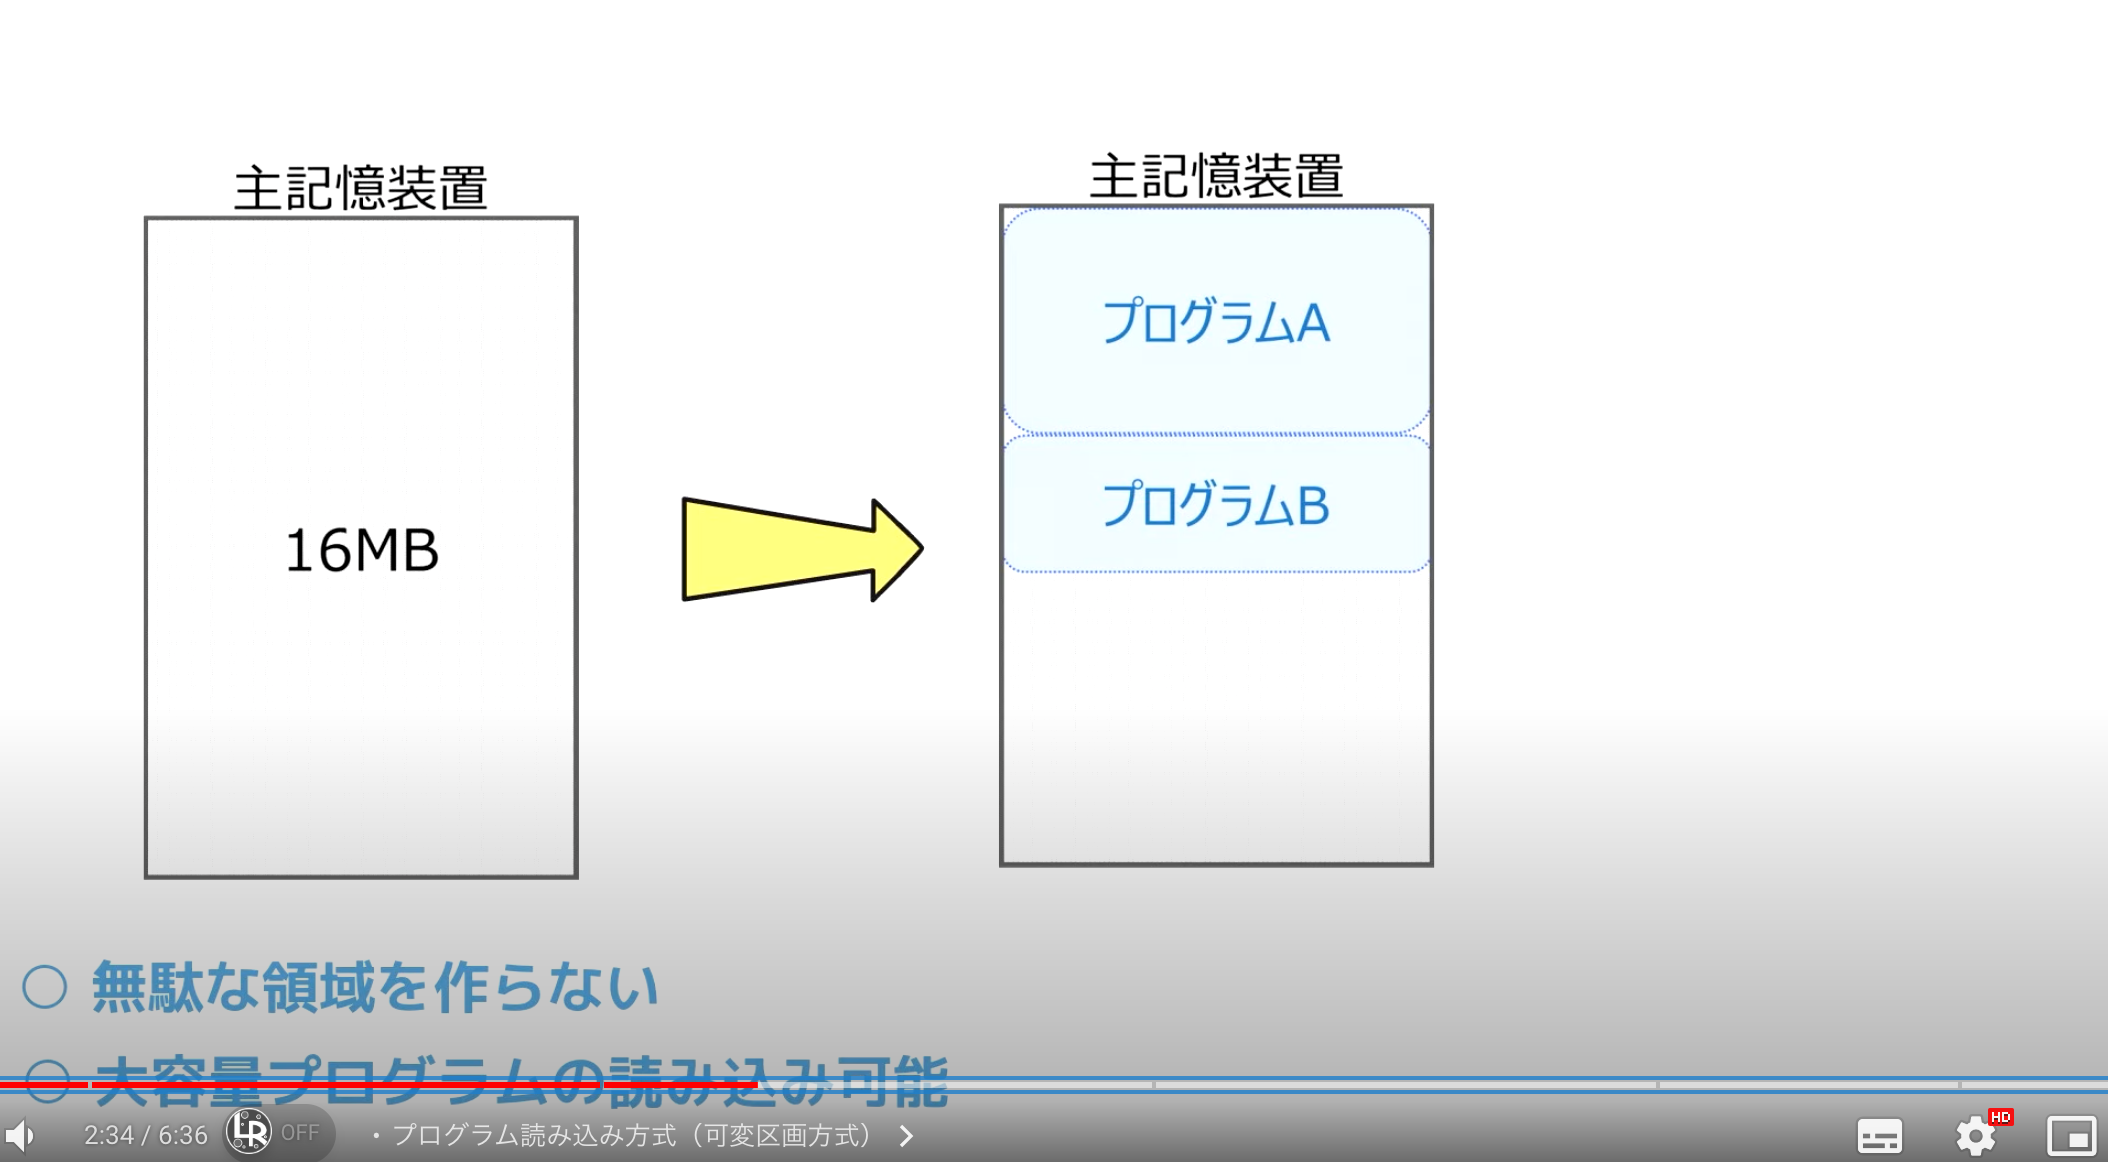 主記憶装置
主記憶装置
プログラムA
プログラムB
16MB
○ 無駄な領域を作らない
○ 大容量プログラムの読み込み可能
2:34 / 6:36
LR
OFF
・プログラム読み込み方式（可変区画方式）
HD